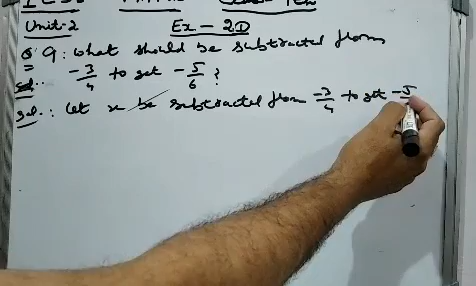 Unit-2 Ex - 2D
Q 9: What should be subtracted from
-3/4 to get -5/6?
Sol.: Let x be subtracted from -3/4 to get -5